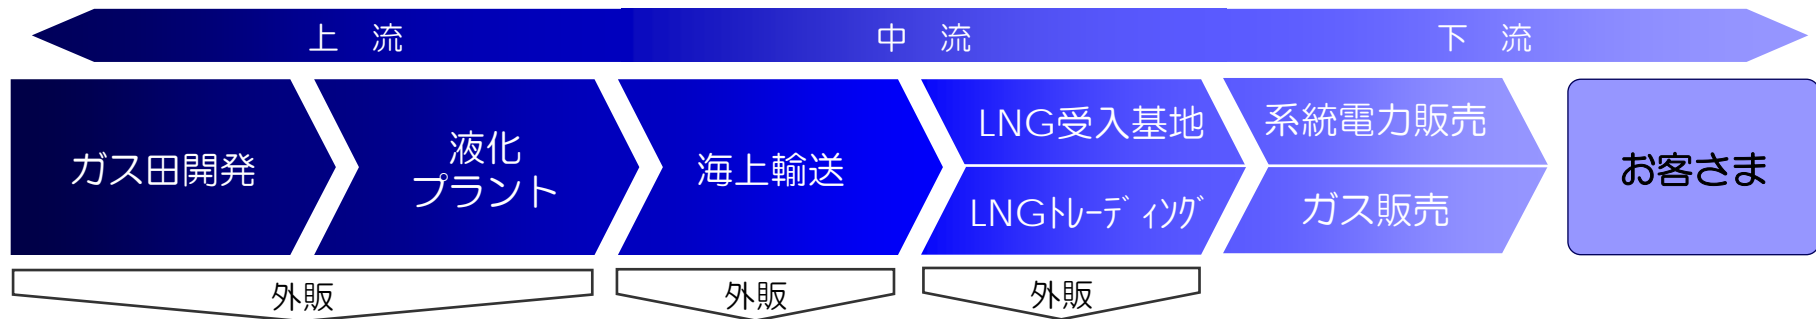 上 流
中 流
下 流
ガス田開発
液化
プラント
海上輸送
LNG受入基地
LNGﾄﾚｰﾃﾞｨﾝｸﾞ
系統電力販売
ガス販売
お客さま
外販
外販
外販